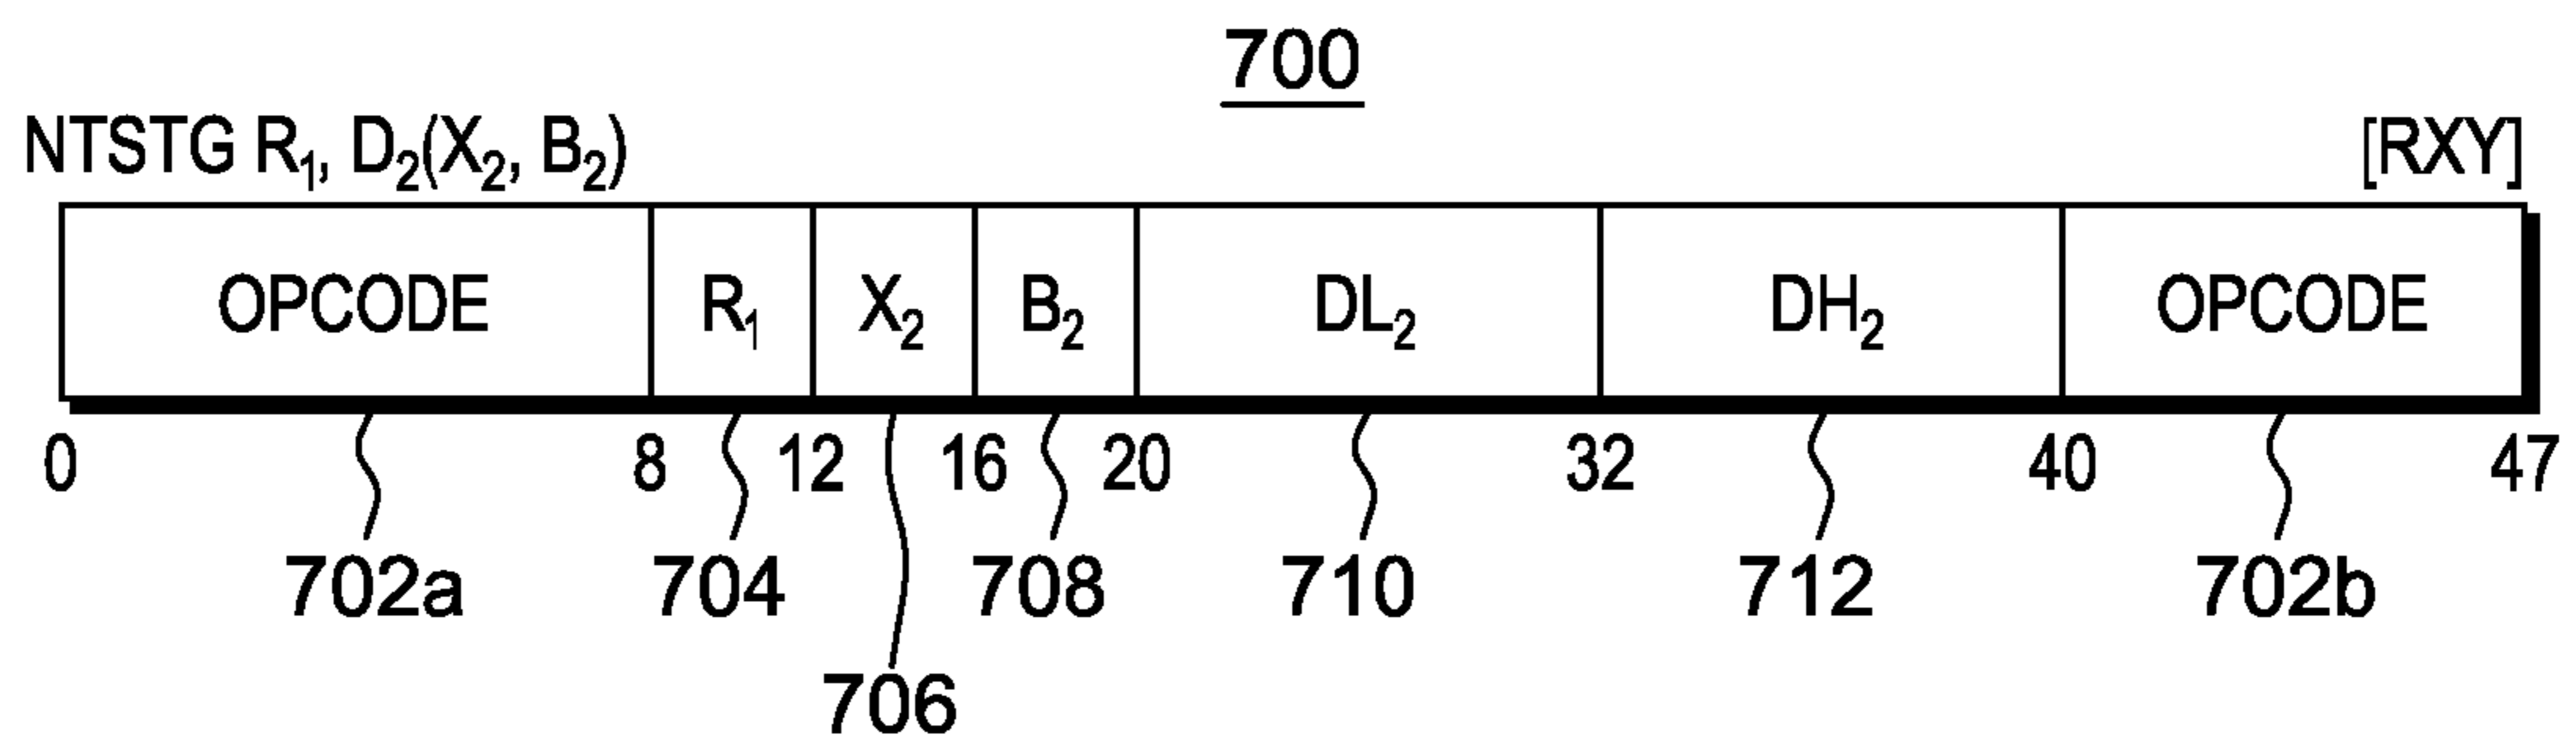 700
NTSTG R₁, D₂(X₂, B₂) [RXY]
OPCODE R₁ X₂ B₂ DL₂ DH₂ OPCODE
0 8 12 16 20 32 40 47
702a 704 708 710 712 702b
706